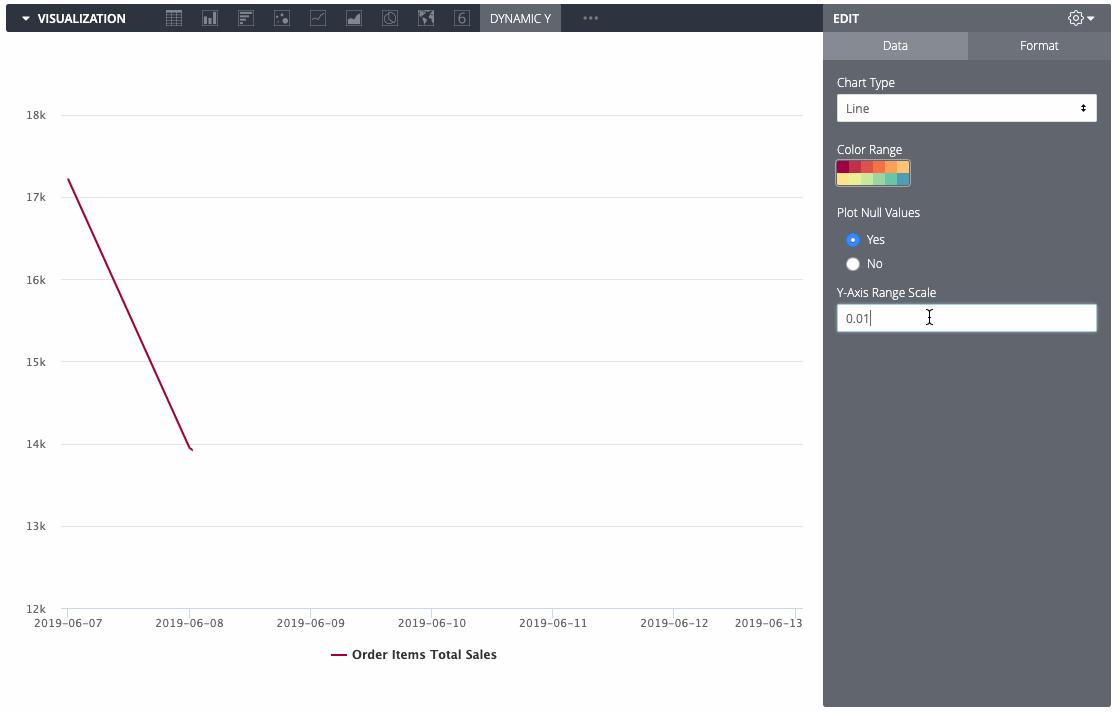 VISUALIZATION
6
DYNAMIC Y
EDIT
Data
Format
Chart Type
Line
Color Range
Plot Null Values
Yes
No
Y-Axis Range Scale
0.01
18k
17k
16k
15k
14k
13k
12k
2019-06-07 2019-06-08 2019-06-09 2019-06-10 2019-06-11 2019-06-12 2019-06-13
Order Items Total Sales